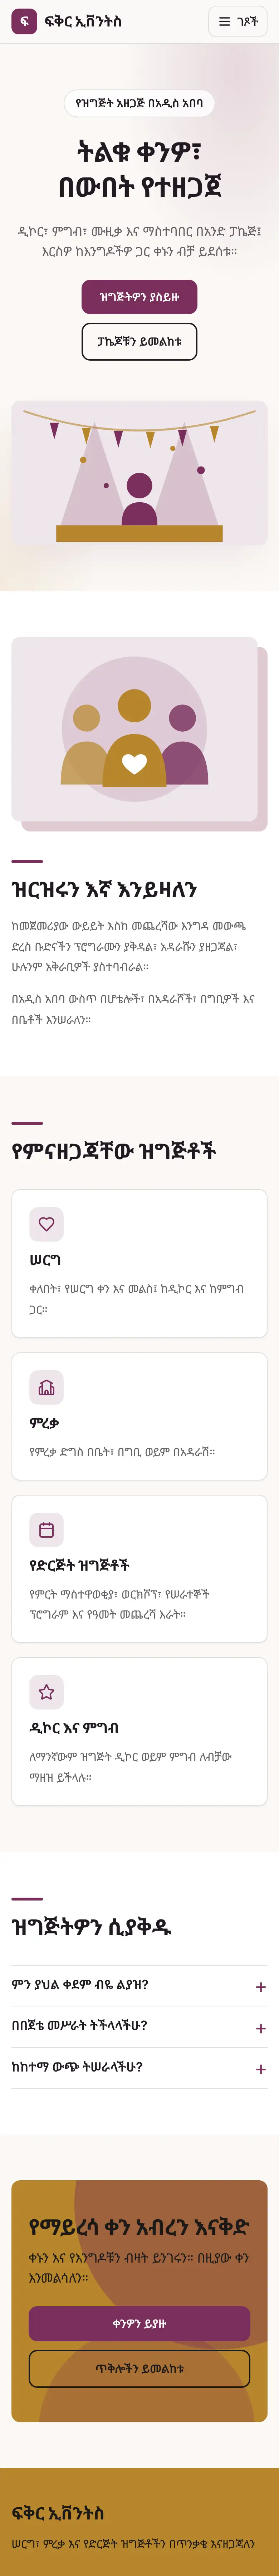 ፍ ፍቅር ኢቨንትስ
ገጾች
የዝግጅት አዘጋጅ በአዲስ አበባ
ትልቁ ቀንዎ፣
በውበት የተዘጋጀ
ዲኮር፣ ምግብ፣ ሙዚቃ እና ማስተባበር በአንድ ፓኬጅ፤
እርስዎ ከእንግዶችዎ ጋር ቀኑን ብቻ ይደሰቱ።
ዝግጅትዎን ያስይዙ
ፓኬጆቹን ይመልከቱ
ዝርዝሩን እኛ እንይዛለን
ከመጀመሪያው ውይይት እስከ መጨረሻው እንግዳ መውጫ
ድረስ ቡድናችን ፕሮግራሙን ያቅዳል፣ አዳራሹን ያዘጋጃል፣
ሁሉንም አቅራቢዎች ያስተባብራል።
በአዲስ አበባ ውስጥ በሆቴሎች፣ በአዳራሾች፣ በግቢዎች እና
በቤቶች እንሠራለን።
የምናዘጋጃቸው ዝግጅቶች
ሠርግ
ቀለበት፣ የሠርግ ቀን እና መልስ፤ ከዲኮር እና ከምግብ
ጋር።
ምረቃ
የምረቃ ድግስ በቤት፣ በግቢ ወይም በአዳራሽ።
የድርጅት ዝግጅቶች
የምርት ማስተዋወቂያ፣ ወርክሾፕ፣ የሠራተኞች
ፕሮግራም እና የዓመት መጨረሻ እራት።
ዲኮር እና ምግብ
ለማንኛውም ዝግጅት ዲኮር ወይም ምግብ ለብቻው
ማዘዝ ይችላሉ።
ዝግጅትዎን ሲያቅዱ
ምን ያህል ቀደም ብዬ ልያዝ?
በበጀቴ መሥራት ትችላላችሁ?
ከከተማ ውጭ ትሠራላችሁ?
የማይረሳ ቀን አብረን እናቅድ
ቀኑን እና የእንግዶቹን ብዛት ይንገሩን። በዚያው ቀን
እንመልሳለን።
ቀንዎን ይያዙ
ጥቅሎችን ይመልከቱ
ፍቅር ኢቨንትስ
ሠርግ፣ ምረቃ እና የድርጅት ዝግጅቶችን በጥንቃቄ እናዘጋጃለን